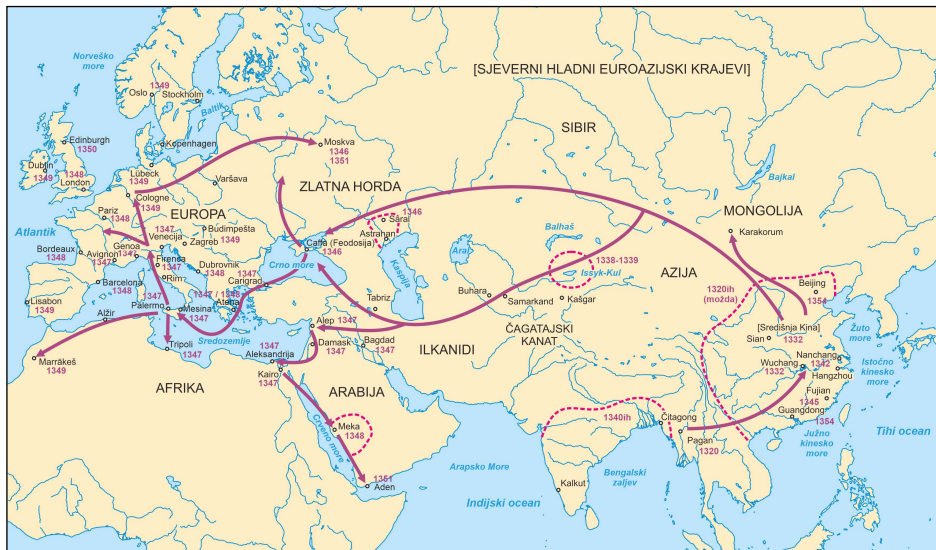 Norveško
more
[SJEVERNI HLADNI EUROAZIJSKI KRAJEVI]
Oslo
1349
Stockholm
Baltik
SIBIR
Edinburgh
1350
Kopenhagen
Moskva
1346
1351
Dublin
1349
1348
London
Lübeck
1349
Varšava
Bajkal
Cologne
1349
ZLATNA HORDA
Pariz
1348
EUROPA
1346
Saraj
MONGOLIJA
Atlantik
1347
Venecija
Budimpešta
1349
Zagreb
Astrahan
Karakorum
Bordeaux
1348
Avignon
1347
Genoa
1347
Caffa (Feodosija)
1346
Balhaš
Firenca
1347
Dubrovnik
1348
Crno more
Aral
1338-1339
Issyk-Kul
AZIJA
Rim
Carigrad
Kaspija
Barcelona
1348
1320ih
(možda)
Beijing
1354
Lisabon
1349
Palermo
1347
Mesina
1347
1347 / 1348
Atena
Tabriz
Buhara
Samarkand
Kašgar
Alžir
Sredozemlje
Alep 1347
ČAGATAJSKI
KANAT
[Središnja Kina]
1332
Sian
Žuto
more
Tripoli
1347
Damask
1347
Bagdad
1347
ILKANIDI
Marrâkeš
1349
1347
Aleksandrija
Kairo
1347
Wuchang
1332
Nanchang
1312
Hangzhou
Istočno
kinesko
more
AFRIKA
ARABIJA
Fujian
1345
Guangdong
1354
Meka
1348
Crveno more
1340ih
Citagong
Pagan
1320
Južno
kinesko
more
Tihi ocean
Arapsko More
Bengalski
zaljev
1351
Aden
Kalkut
Indijski ocean